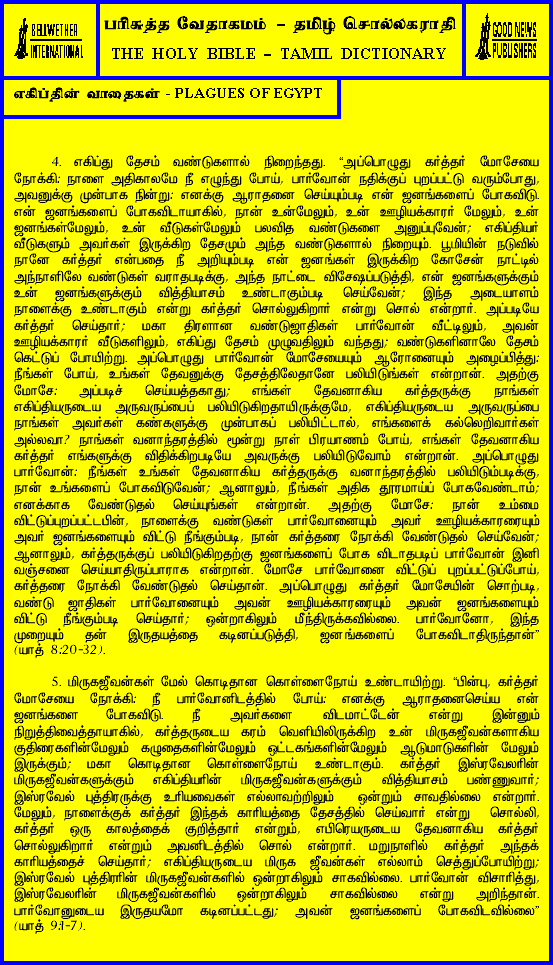 BELLWETHER
INTERNATIONAL
பரிசுத்த வேதாகமம் – தமிழ் சொல்லகராதி
THE HOLY BIBLE – TAMIL DICTIONARY
GOOD NEWS
PUBLISHERS
எகிப்தின் வாதைகள் - PLAGUES OF EGYPT
4. எகிப்து தேசம் வண்டுகளால் நிறைந்தது. “அப்பொழுது கர்த்தர் மோசேயை
நோக்கி: நாளை அதிகாலமே நீ எழுந்து போய், பார்வோன் நதிக்குப் புறப்பட்டு வரும்போது,
அவனுக்கு முன்பாக நின்று: எனக்கு ஆராதனை செய்யும்படி என் ஜனங்களைப் போகவிடு.
என் ஜனங்களைப் போகவிடாயாகில், நான் உன்மேலும், உன் ஊழியக்காரர் மேலும், உன்
ஜனங்கள்மேலும், உன் வீடுகள்மேலும் பலவித வண்டுகளை அனுப்புவேன்; எகிப்தியர்
வீடுகளும் அவர்கள் இருக்கிற தேசமும் அந்த வண்டுகளால் நிறையும். பூமியின் நடுவில்
நானே கர்த்தர் என்பதை நீ அறியும்படி என் ஜனங்கள் இருக்கிற கோசேன் நாட்டில்
அந்நாளிலே வண்டுகள் வராதபடிக்கு, அந்த நாட்டை விசேஷப்படுத்தி, என் ஜனங்களுக்கும்
உன் ஜனங்களுக்கும் வித்தியாசம் உண்டாகும்படி செய்வேன்; இந்த அடையாளம்
நாளைக்கு உண்டாகும் என்று கர்த்தர் சொல்லுகிறார் என்று சொல் என்றார். அப்படியே
கர்த்தர் செய்தார்; மகா திரளான வண்டுஜாதிகள் பார்வோன் வீட்டிலும், அவன்
ஊழியக்காரர் வீடுகளிலும், எகிப்து தேசம் முழுவதிலும் வந்தது; வண்டுகளினாலே தேசம்
கெட்டுப் போயிற்று. அப்பொழுது பார்வோன் மோசேயையும் ஆரோனையும் அழைப்பித்து:
நீங்கள் போய், உங்கள் தேவனுக்கு தேசத்திலேதானே பலியிடுங்கள் என்றான். அதற்கு
மோசே: அப்படிச் செய்யத்தகாது; எங்கள் தேவனாகிய கர்த்தருக்கு நாங்கள்
எகிப்தியருடைய அருவருப்பைப் பலியிடுகிறதாயிருக்குமே, எகிப்தியருடைய அருவருப்பை
நாங்கள் அவர்கள் கண்களுக்கு முன்பாகப் பலியிட்டால், எங்களைக் கல்லெறிவார்கள்
அல்லவா? நாங்கள் வனாந்தரத்தில் மூன்று நாள் பிரயாணம் போய், எங்கள் தேவனாகிய
கர்த்தர் எங்களுக்கு விதிக்கிறபடியே அவருக்கு பலியிடுவோம் என்றான். அப்பொழுது
பார்வோன்: நீங்கள் உங்கள் தேவனாகிய கர்த்தருக்கு வனாந்தரத்தில் பலியிடும்படிக்கு,
நான் உங்களைப் போகவிடுவேன்; ஆனாலும், நீங்கள் அதிக தூரமாய்ப் போகவேண்டாம்;
எனக்காக வேண்டுதல் செய்யுங்கள் என்றான். அதற்கு மோசே: நான் உம்மை
விட்டுப்புறப்பட்டபின், நாளைக்கு வண்டுகள் பார்வோனையும் அவர் ஊழியக்காரரையும்
அவர் ஜனங்களையும் விட்டு நீங்கும்படி, நான் கர்த்தரை நோக்கி வேண்டுதல் செய்வேன்;
ஆனாலும், கர்த்தருக்குப் பலியிடுகிறதற்கு ஜனங்களைப் போக விடாதபடிப் பார்வோன் இனி
வஞ்சனை செய்யாதிருப்பாராக என்றான். மோசே பார்வோனை விட்டுப் புறப்பட்டுப்போய்,
கர்த்தரை நோக்கி வேண்டுதல் செய்தான். அப்பொழுது கர்த்தர் மோசேயின் சொற்படி,
வண்டு ஜாதிகள் பார்வோனையும் அவன் ஊழியக்காரரையும் அவன் ஜனங்களையும்
விட்டு நீங்கும்படி செய்தார்; ஒன்றாகிலும் மீந்திருக்கவில்லை. பார்வோனோ, இந்த
முறையும் தன் இருதயத்தை கடினப்படுத்தி, ஜனங்களைப் போகவிடாதிருந்தான்”
(யாத் 8:20-32).
5. மிருகஜீவன்கள் மேல் கொடிதான கொள்ளைநோய் உண்டாயிற்று. “பின்பு, கர்த்தர்
மோசேயை நோக்கி: நீ பார்வோனிடத்தில் போய்: எனக்கு ஆராதனைசெய்ய என்
ஜனங்களை போகவிடு. நீ அவர்களை விடமாட்டேன் என்று இன்னும்
நிறுத்திவைத்தாயாகில், கர்த்தருடைய கரம் வெளியிலிருக்கிற உன் மிருகஜீவன்களாகிய
குதிரைகளின்மேலும் கழுதைகளின்மேலும் ஒட்டகங்களின்மேலும் ஆடுமாடுகளின் மேலும்
இருக்கும்; மகா கொடிதான கொள்ளைநோய் உண்டாகும். கர்த்தர் இஸ்ரவேலரின்
மிருகஜீவன்களுக்கும் எகிப்தியரின் மிருகஜீவன்களுக்கும் வித்தியாசம் பண்ணுவார்;
இஸ்ரவேல் புத்திரருக்கு உரியவைகள் எல்லாவற்றிலும் ஒன்றும் சாவதில்லை என்றார்.
மேலும், நாளைக்குக் கர்த்தர் இந்தக் காரியத்தை தேசத்தில் செய்வார் என்று சொல்லி,
கர்த்தர் ஒரு காலத்தைக் குறித்தார் என்றும், எபிரெயருடைய தேவனாகிய கர்த்தர்
சொல்லுகிறார் என்றும் அவனிடத்தில் சொல் என்றார். மறுநாளில் கர்த்தர் அந்தக்
காரியத்தைச் செய்தார்; எகிப்தியருடைய மிருக ஜீவன்கள் எல்லாம் செத்துப்போயிற்று;
இஸ்ரவேல் புத்திரரின் மிருகஜீவன்களில் ஒன்றாகிலும் சாகவில்லை. பார்வோன் விசாரித்து,
இஸ்ரவேலரின் மிருகஜீவன்களில் ஒன்றாகிலும் சாகவில்லை என்று அறிந்தான்.
பார்வோனுடைய இருதயமோ கடினப்பட்டது; அவன் ஜனங்களைப் போகவிடவில்லை”
(யாத் 9:1-7).